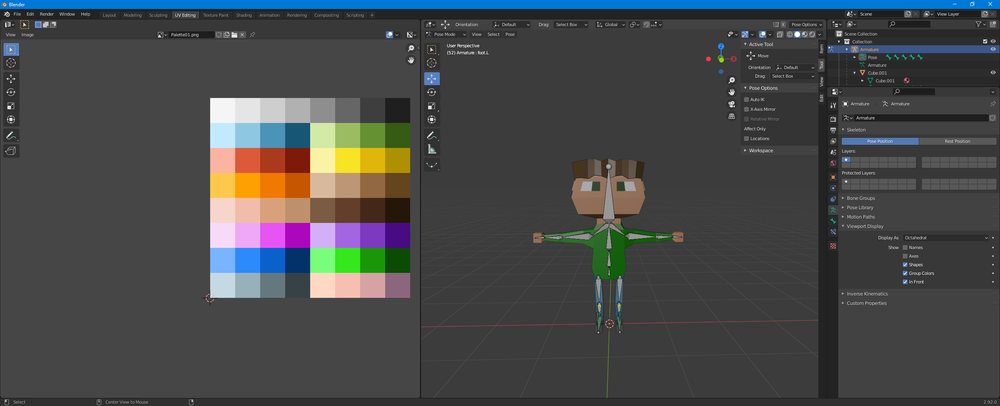 Blender
File Edit Render Window Help Layout Modeling Sculpting UV Editing Texture Paint Shading Animation Rendering Compositing Scripting + Scene View Layer
View Image Palette01.png
Orientation: Default Drag: Select Box Global X Pose Options
Pose Mode View Select Pose
User Perspective
(52) Armature : foot.L
Z
Y
X
Active Tool
Move
Orientation Default
Drag: Select Box
Pose Options
Auto IK
X-Axis Mirror
Relative Mirror
Affect Only
Locations
Workspace
Item
Tool
View
Edit
Scene Collection
Collection
Armature
Pose
Armature
Cube.001
Cube.001
Armature Armature
Armature
Skeleton
Pose Position Rest Position
Layers:
Protected Layers:
Bone Groups
Pose Library
Motion Paths
Viewport Display
Display As Octahedral
Show Names
Axes
Shapes
Group Colors
In Front
Inverse Kinematics
Custom Properties
Select Center View to Mouse 2.92.0